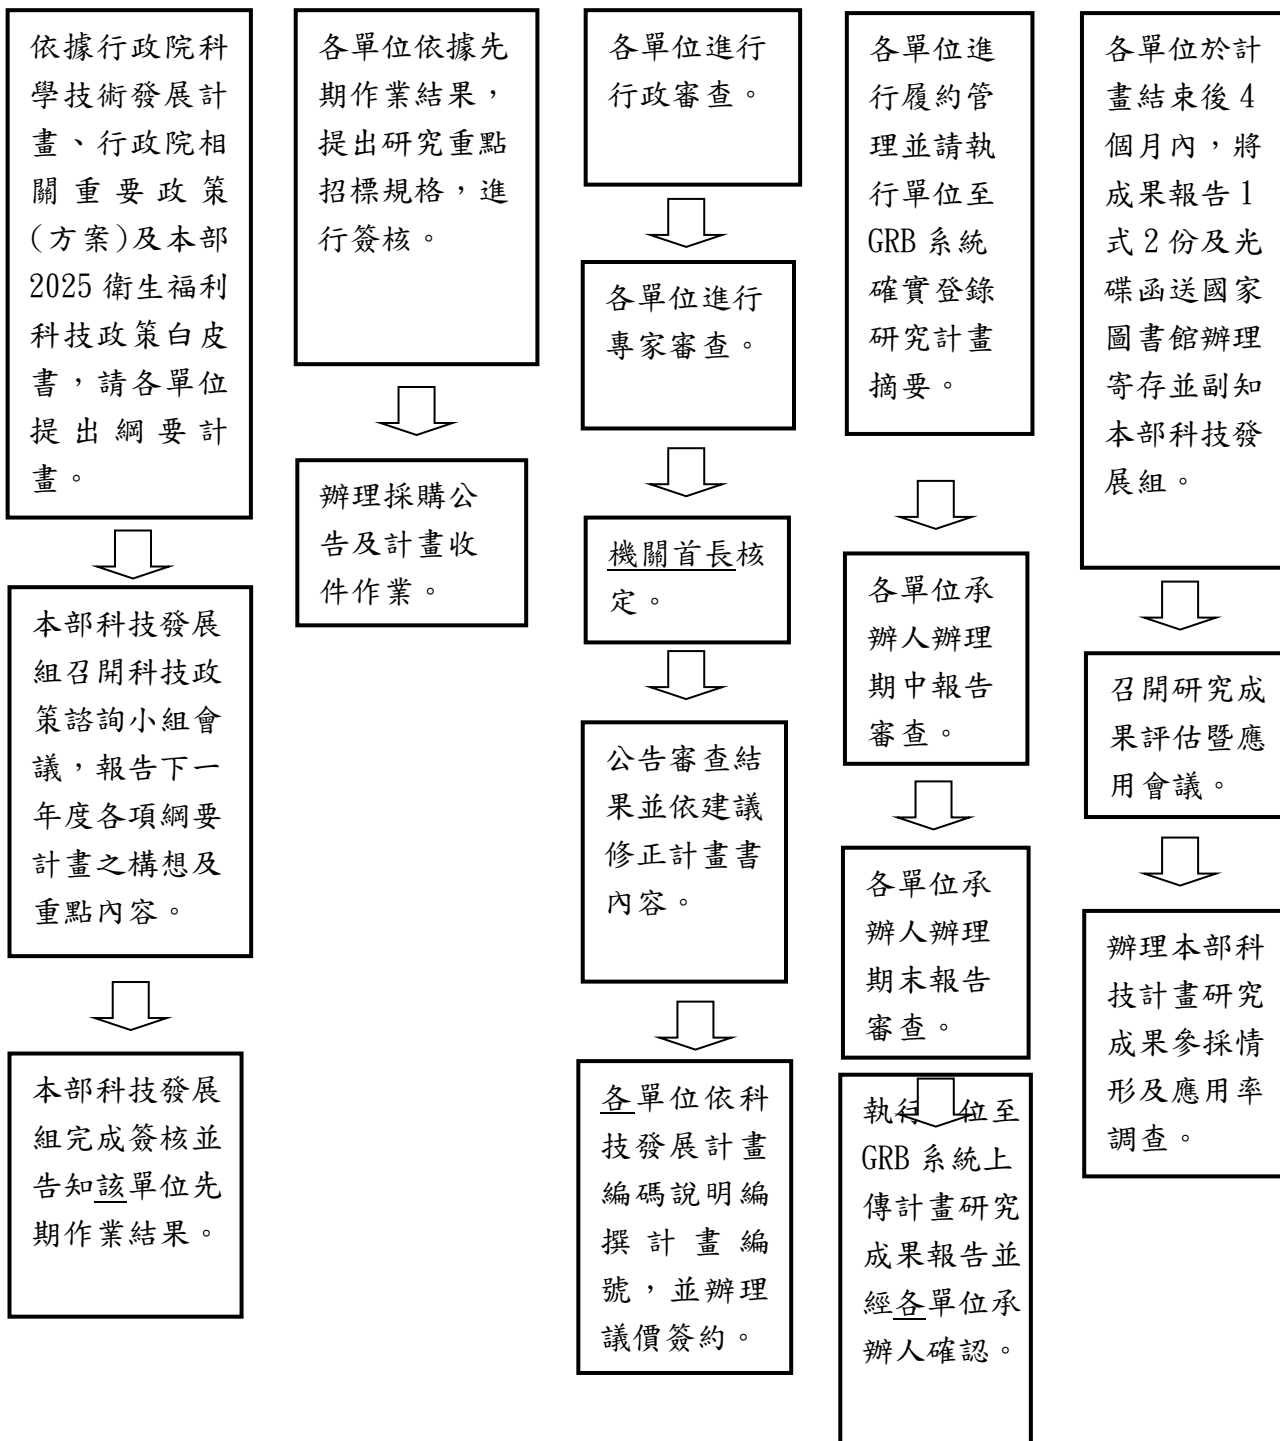 依據行政院科
學技術發展計
畫、行政院相
關重要政策
(方案)及本部
2025 衛生福利
科技政策白皮
書，請各單位
提出綱要計
畫。
本部科技發展
組召開科技政
策諮詢小組會
議，報告下一
年度各項綱要
計畫之構想及
重點內容。
本部科技發展
組完成簽核並
告知該單位先
期作業結果。
各單位依據先
期作業結果，
提出研究重點
招標規格，進
行簽核。
辦理採購公
告及計畫收
件作業。
各單位進行
行政審查。
各單位進行
專家審查。
機關首長核
定。
公告審查結
果並依建議
修正計畫書
內容。
各單位依科
技發展計畫
編碼說明編
撰計畫編
號，並辦理
議價簽約。
各單位進
行履約管
理並請執
行單位至
GRB 系統
確實登錄
研究計畫
摘要。
各單位承
辦人辦理
期中報告
審查。
各單位承
辦人辦理
期末報告
審查。
執行 位至
GRB 系統上
傳計畫研究
成果報告並
經各單位承
辦人確認。
各單位於計
畫結束後 4
個月內，將
成果報告 1
式 2 份及光
碟函送國家
圖書館辦理
寄存並副知
本部科技發
展組。
召開研究成
果評估暨應
用會議。
辦理本部科
技計畫研究
成果參採情
形及應用率
調查。